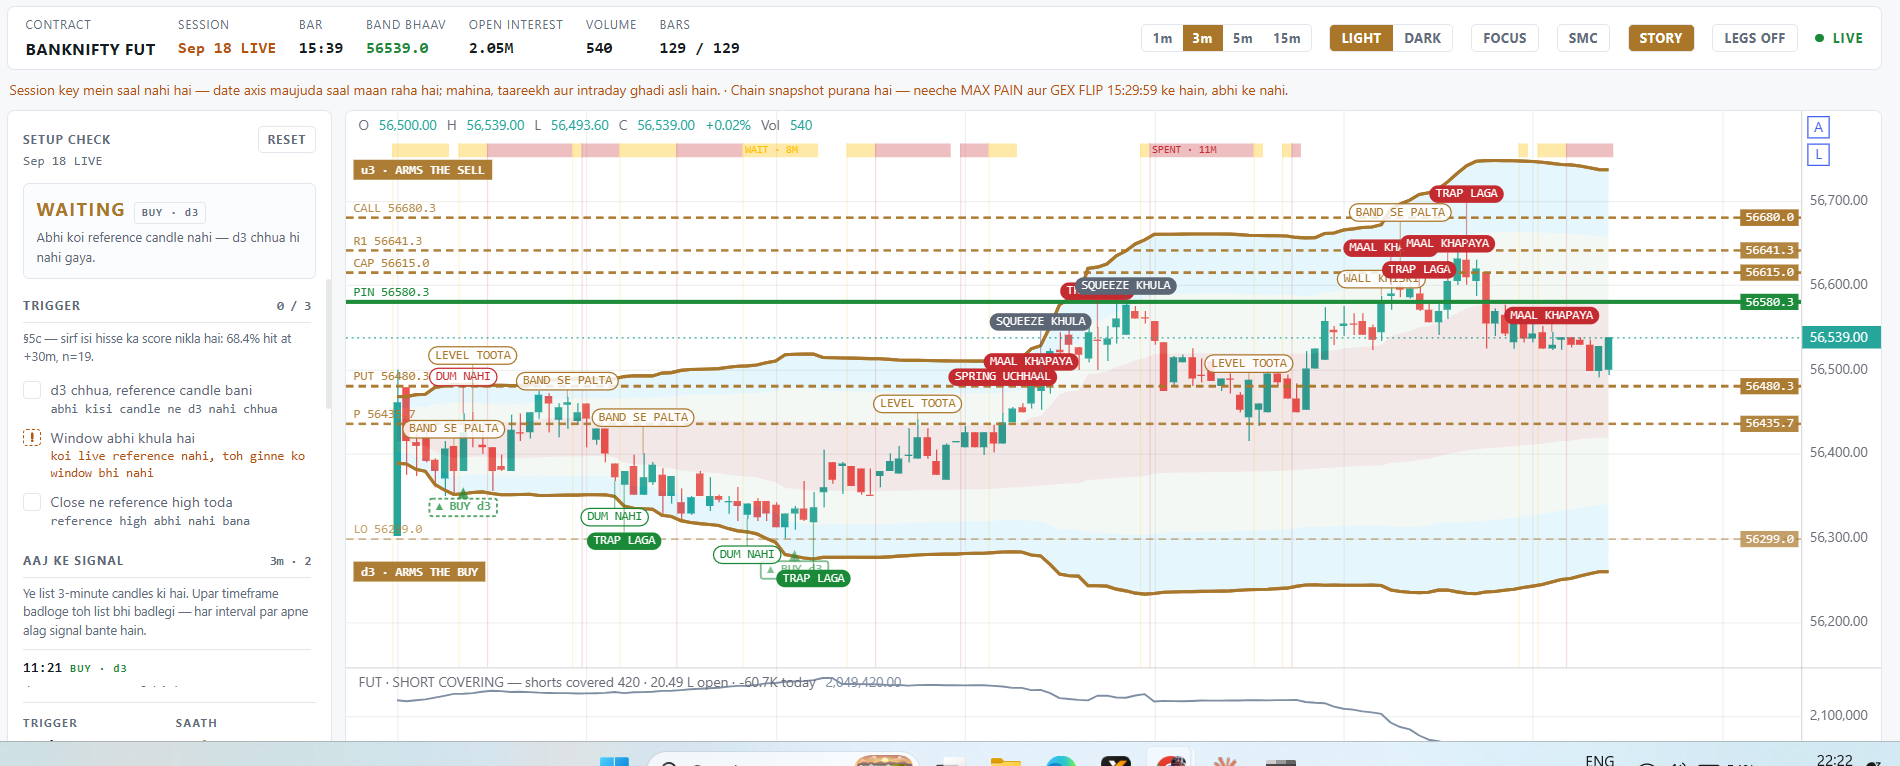 CONTRACT SESSION BAR BAND BHAAV OPEN INTEREST VOLUME BARS
BANKNIFTY FUT Sep 18 LIVE 15:39 56539.0 2.05M 540 129 / 129
1m 3m 5m 15m LIGHT DARK FOCUS SMC STORY LEGS OFF LIVE
Session key mein saal nahi hai — date axis maujuda saal maan raha hai; mahina, taareekh aur intraday ghadi asli hain. · Chain snapshot purana hai — neeche MAX PAIN aur GEX FLIP 15:29:59 ke hain, abhi ke nahi.
SETUP CHECK
RESET
Sep 18 LIVE
WAITING BUY · d3
Abhi koi reference candle nahi — d3 chhua hi
nahi gaya.
TRIGGER 0 / 3
§5c — sirf isi hisse ka score nikla hai: 68.4% hit at
+30m, n=19.
d3 chhua, reference candle bani
abhi kisi candle ne d3 nahi chhua
! Window abhi khula hai
koi live reference nahi, toh ginne ko
window bhi nahi
Close ne reference high toda
reference high abhi nahi bana
AAJ KE SIGNAL 3m · 2
Ye list 3-minute candles ki hai. Upar timeframe
badloge toh list bhi badlegi — har interval par apne
alag signal bante hain.
11:21 BUY · d3
TRIGGER SAATH
O 56,500.00 H 56,539.00 L 56,493.60 C 56,539.00 +0.02% Vol 540
WAIT · 8M
SPENT · 11M
u3 · ARMS THE SELL
CALL 56680.3
R1 56641.3
CAP 56615.0
PIN 56580.3
PUT 56480.3
d3 · ARMS THE BUY
TRAP LAGA
BAND SE PALTA
MAAL KHAPAYA
TRAP LAGA
SQUEEZE KHULA
MAAL KHAPAYA
SQUEEZE KHULA
LEVEL TOOTA
DUM NAHI
BAND SE PALTA
MAAL KHAPAYA
SPRING UCHHAAL
LEVEL TOOTA
LEVEL TOOTA
BAND SE PALTA
BAND SE PALTA
▲ BUY d3
DUM NAHI
TRAP LAGA
DUM NAHI
TRAP LAGA
A
L
56,700.00
56680.0
56641.3
56615.0
56,600.00
56580.3
56,539.00
56,500.00
56480.3
56435.7
56,400.00
56299.0
56,300.00
56,200.00
FUT · SHORT COVERING — shorts covered 420 · 20.49 L open · -60.7K today 2,049,420.00
2,100,000
ENG
22:22